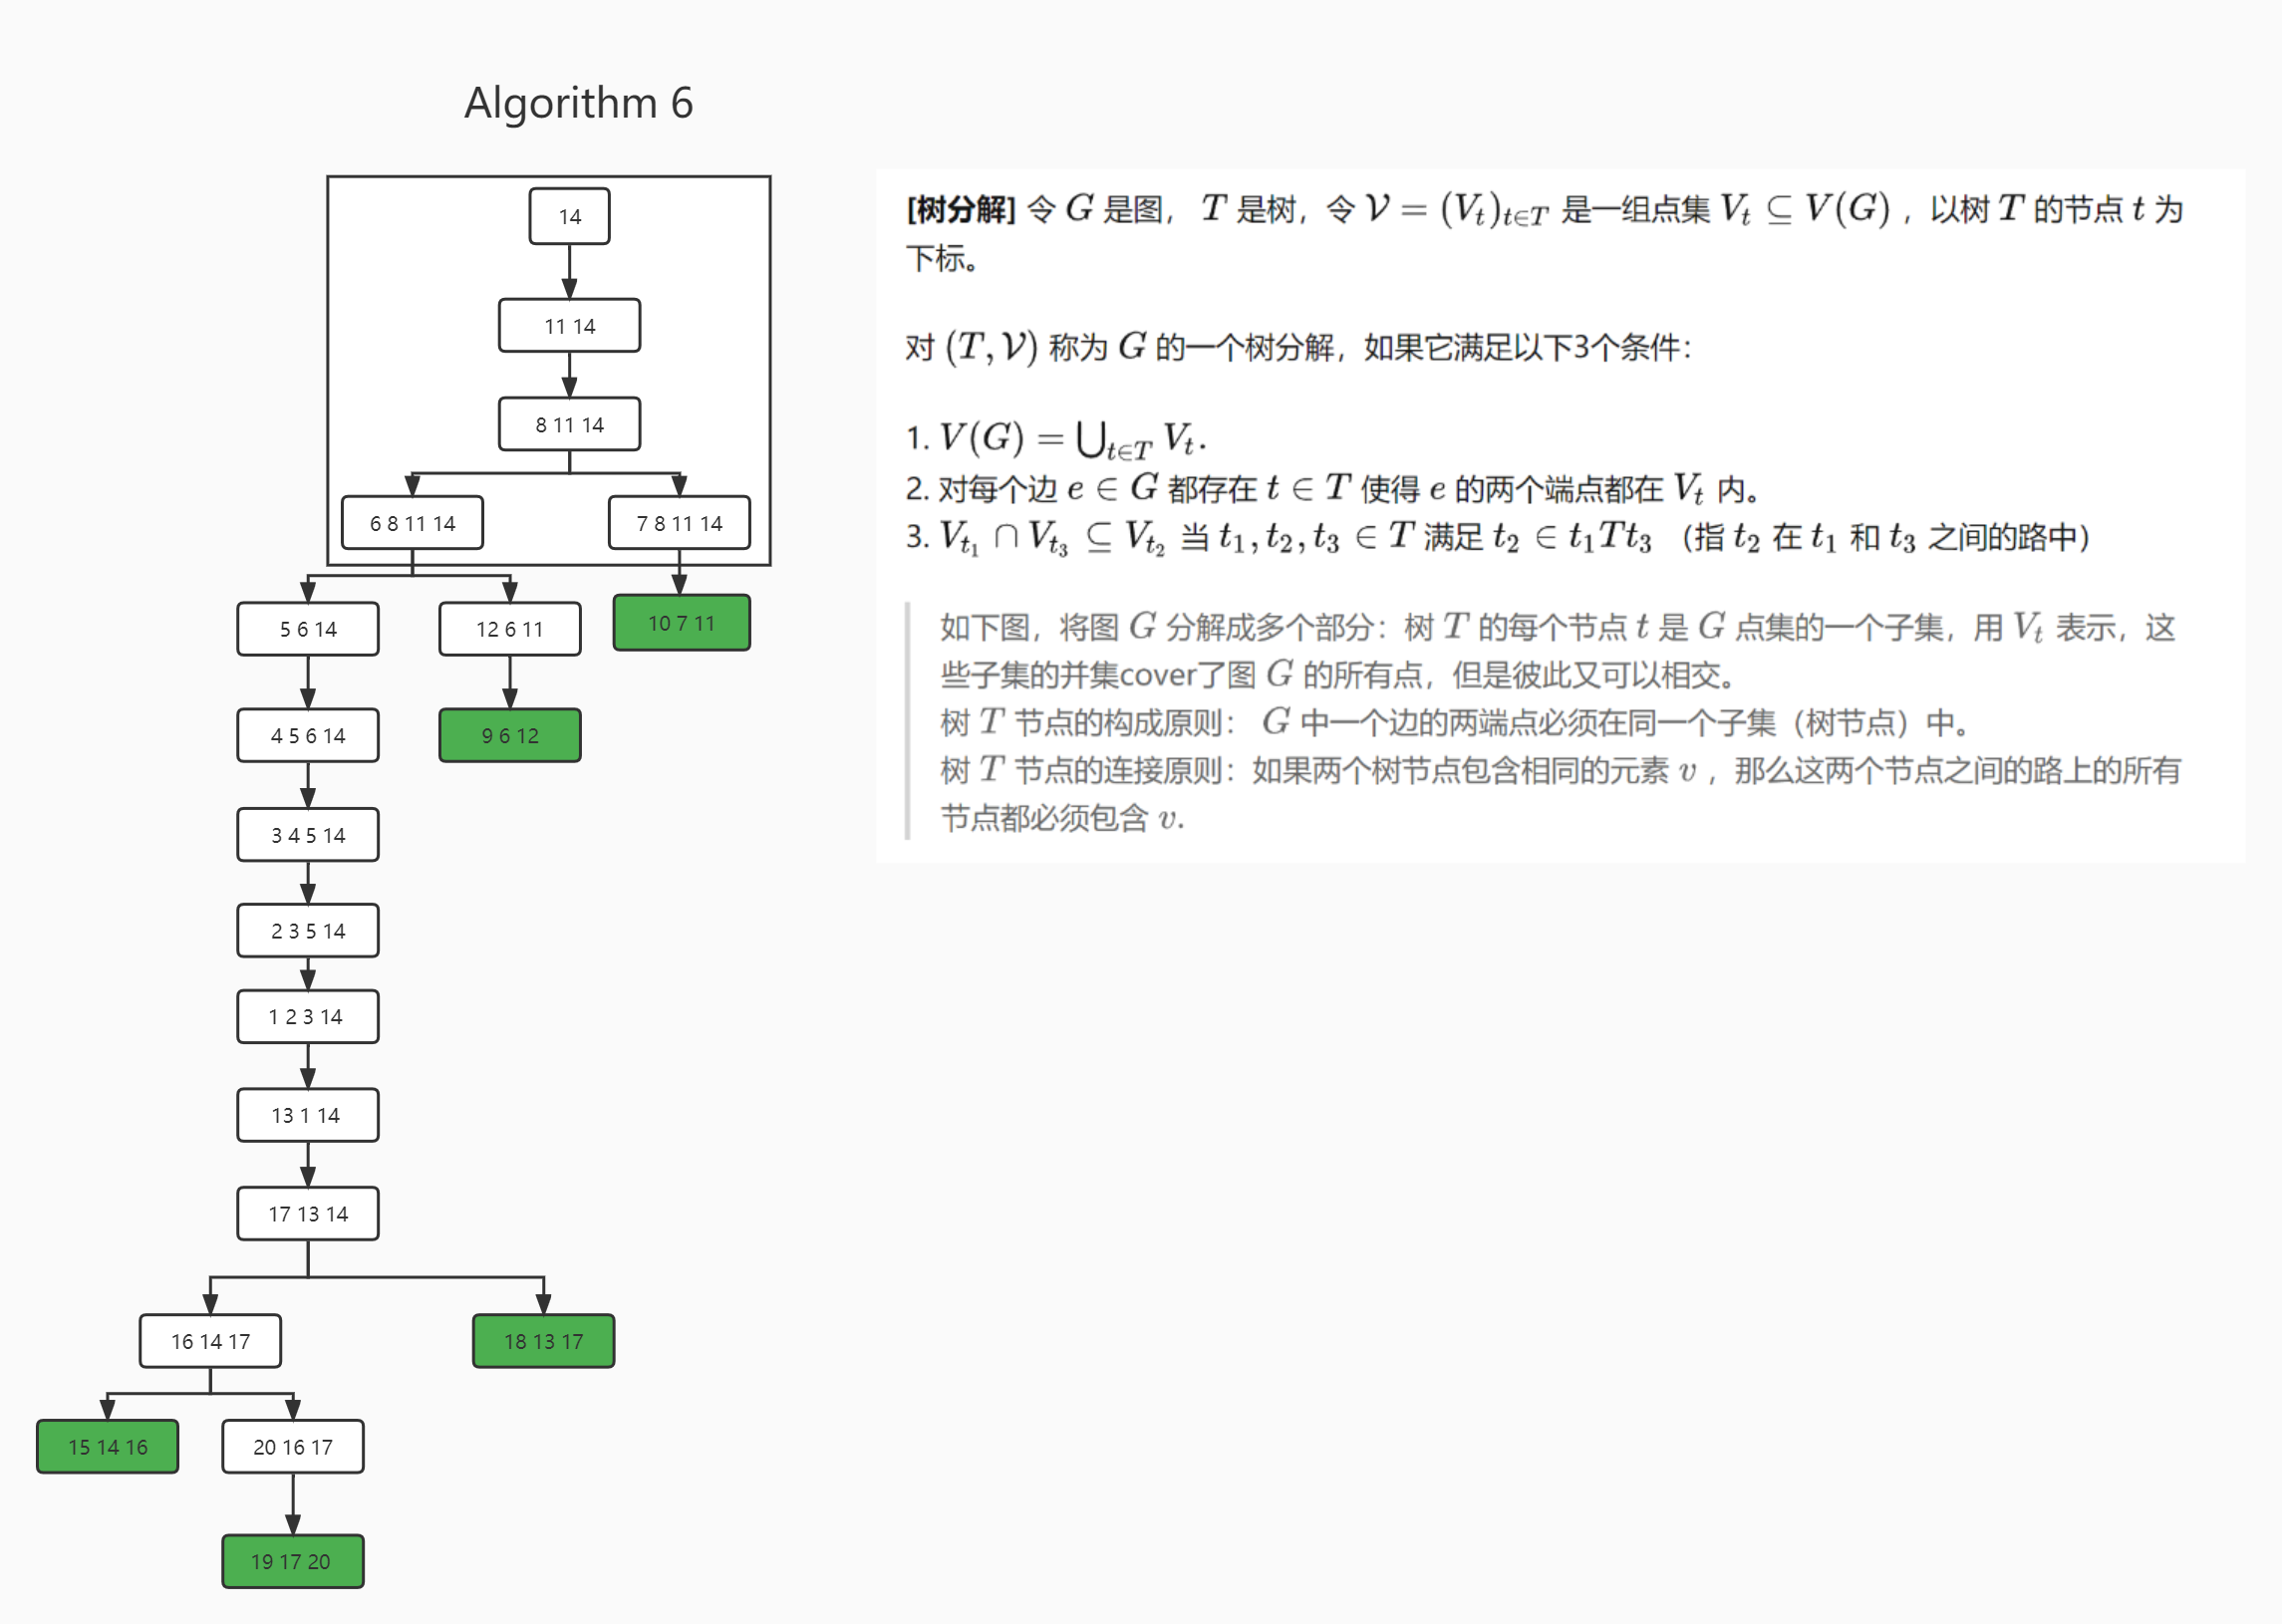 Algorithm 6
14
11 14
8 11 14
6 8 11 14
7 8 11 14
5 6 14
12 6 11
10 7 11
4 5 6 14
9 6 12
3 4 5 14
2 3 5 14
1 2 3 14
13 1 14
17 13 14
16 14 17
18 13 17
15 14 16
20 16 17
19 17 20
[树分解] 令 G 是图， T 是树，令 𝒱 = (V_t)_{t∈T} 是一组点集 V_t ⊆ V(G) ，以树 T 的节点 t 为
下标。
对 (T, 𝒱) 称为 G 的一个树分解，如果它满足以下3个条件：
1. V(G) = ⋃_{t∈T} V_t.
2. 对每个边 e ∈ G 都存在 t ∈ T 使得 e 的两个端点都在 V_t 内。
3. V_{t_1} ∩ V_{t_3} ⊆ V_{t_2} 当 t_1, t_2, t_3 ∈ T 满足 t_2 ∈ t_1Tt_3 （指 t_2 在 t_1 和 t_3 之间的路中）
如下图，将图 G 分解成多个部分：树 T 的每个节点 t 是 G 点集的一个子集，用 V_t 表示，这
些子集的并集cover了图 G 的所有点，但是彼此又可以相交。
树 T 节点的构成原则： G 中一个边的两端点必须在同一个子集（树节点）中。
树 T 节点的连接原则：如果两个树节点包含相同的元素 v ，那么这两个节点之间的路上的所有
节点都必须包含 v.